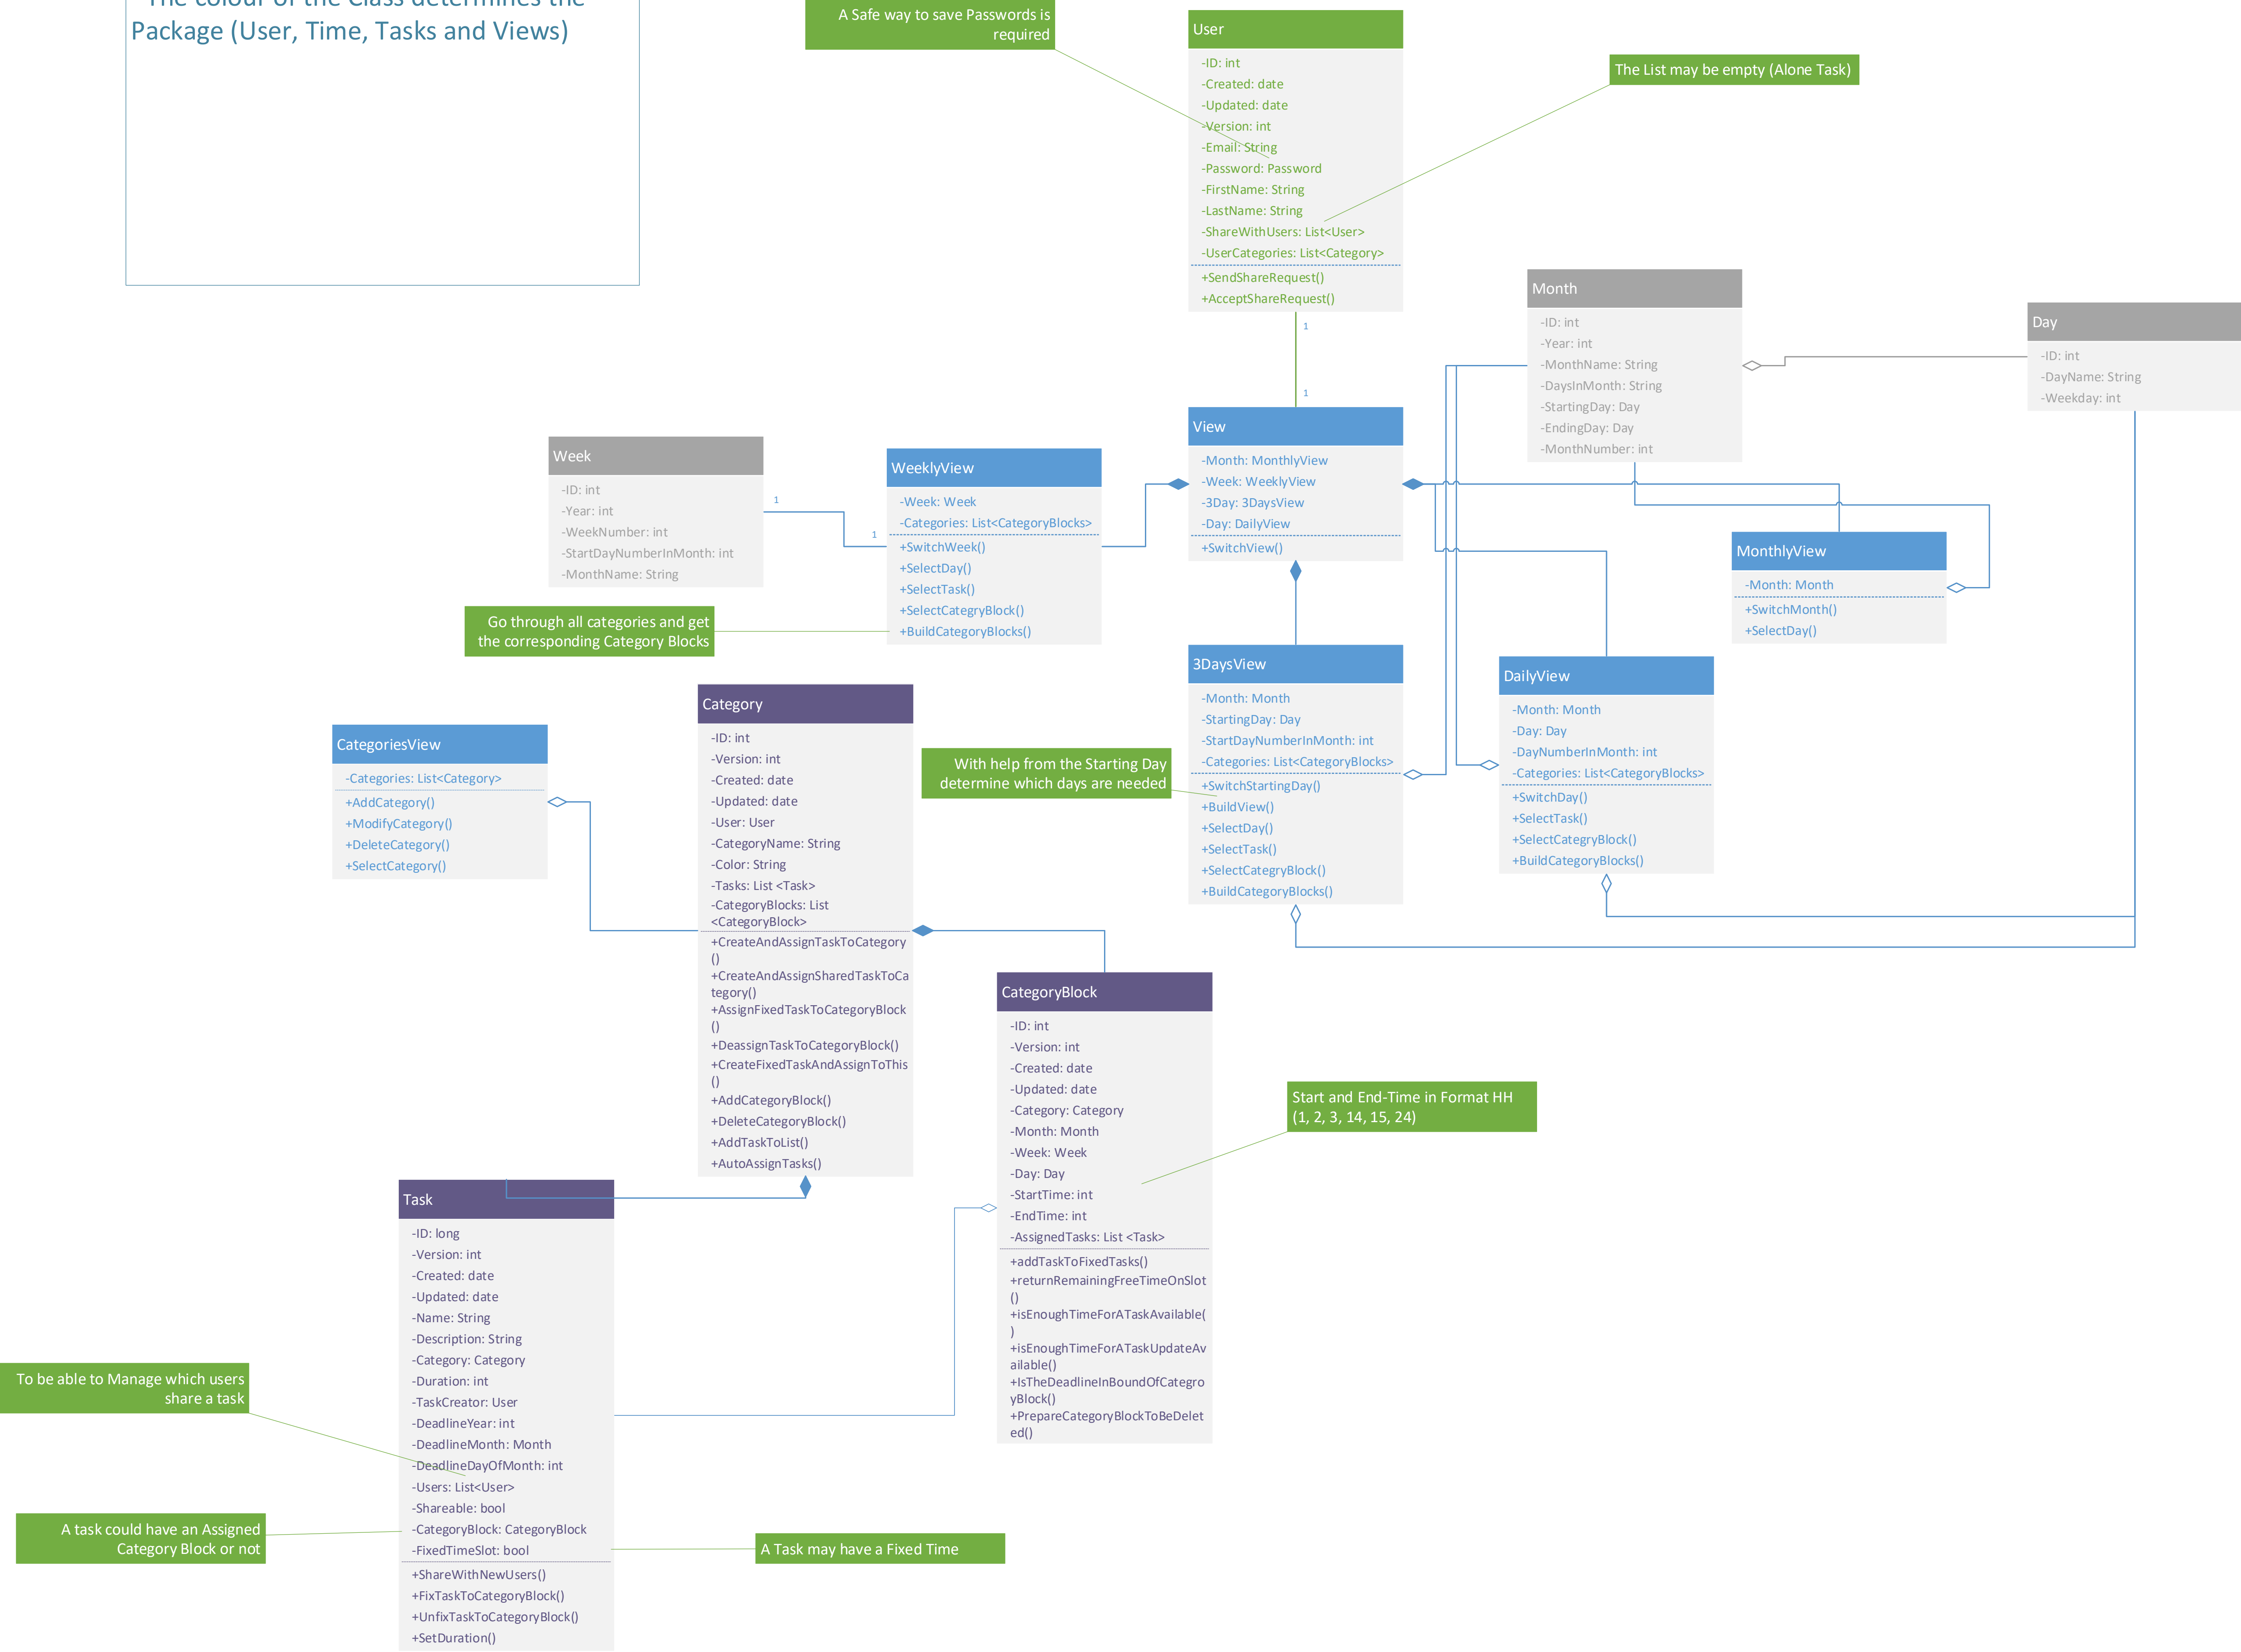 The colour of the Class determines the
Package (User, Time, Tasks and Views)
A Safe way to save Passwords is
required
User
-ID: int
-Created: date
-Updated: date
-Version: int
-Email: String
-Password: Password
-FirstName: String
-LastName: String
-ShareWithUsers: List<User>
-UserCategories: List<Category>
+SendShareRequest()
+AcceptShareRequest()
The List may be empty (Alone Task)
1
1
Month
-ID: int
-Year: int
-MonthName: String
-DaysInMonth: String
-StartingDay: Day
-EndingDay: Day
-MonthNumber: int
Day
-ID: int
-DayName: String
-Weekday: int
Week
-ID: int
-Year: int
-WeekNumber: int
-StartDayNumberInMonth: int
-MonthName: String
1
1
WeeklyView
-Week: Week
-Categories: List<CategoryBlocks>
+SwitchWeek()
+SelectDay()
+SelectTask()
+SelectCategryBlock()
+BuildCategoryBlocks()
Go through all categories and get
the corresponding Category Blocks
View
-Month: MonthlyView
-Week: WeeklyView
-3Day: 3DaysView
-Day: DailyView
+SwitchView()
MonthlyView
-Month: Month
+SwitchMonth()
+SelectDay()
3DaysView
-Month: Month
-StartingDay: Day
-StartDayNumberInMonth: int
-Categories: List<CategoryBlocks>
+SwitchStartingDay()
+BuildView()
+SelectDay()
+SelectTask()
+SelectCategryBlock()
+BuildCategoryBlocks()
With help from the Starting Day
determine which days are needed
DailyView
-Month: Month
-Day: Day
-DayNumberInMonth: int
-Categories: List<CategoryBlocks>
+SwitchDay()
+SelectTask()
+SelectCategryBlock()
+BuildCategoryBlocks()
CategoriesView
-Categories: List<Category>
+AddCategory()
+ModifyCategory()
+DeleteCategory()
+SelectCategory()
Category
-ID: int
-Version: int
-Created: date
-Updated: date
-User: User
-CategoryName: String
-Color: String
-Tasks: List <Task>
-CategoryBlocks: List
<CategoryBlock>
+CreateAndAssignTaskToCategory
()
+CreateAndAssignSharedTaskToCa
tegory()
+AssignFixedTaskToCategoryBlock
()
+DeassignTaskToCategoryBlock()
+CreateFixedTaskAndAssignToThis
()
+AddCategoryBlock()
+DeleteCategoryBlock()
+AddTaskToList()
+AutoAssignTasks()
CategoryBlock
-ID: int
-Version: int
-Created: date
-Updated: date
-Category: Category
-Month: Month
-Week: Week
-Day: Day
-StartTime: int
-EndTime: int
-AssignedTasks: List <Task>
+addTaskToFixedTasks()
+returnRemainingFreeTimeOnSlot
()
+isEnoughTimeForATaskAvailable(
)
+isEnoughTimeForATaskUpdateAv
ailable()
+IsTheDeadlineInBoundOfCategro
yBlock()
+PrepareCategoryBlockToBeDelet
ed()
Start and End-Time in Format HH
(1, 2, 3, 14, 15, 24)
Task
-ID: long
-Version: int
-Created: date
-Updated: date
-Name: String
-Description: String
-Category: Category
-Duration: int
-TaskCreator: User
-DeadlineYear: int
-DeadlineMonth: Month
-DeadlineDayOfMonth: int
-Users: List<User>
-Shareable: bool
-CategoryBlock: CategoryBlock
-FixedTimeSlot: bool
+ShareWithNewUsers()
+FixTaskToCategoryBlock()
+UnfixTaskToCategoryBlock()
+SetDuration()
To be able to Manage which users
share a task
A task could have an Assigned
Category Block or not
A Task may have a Fixed Time